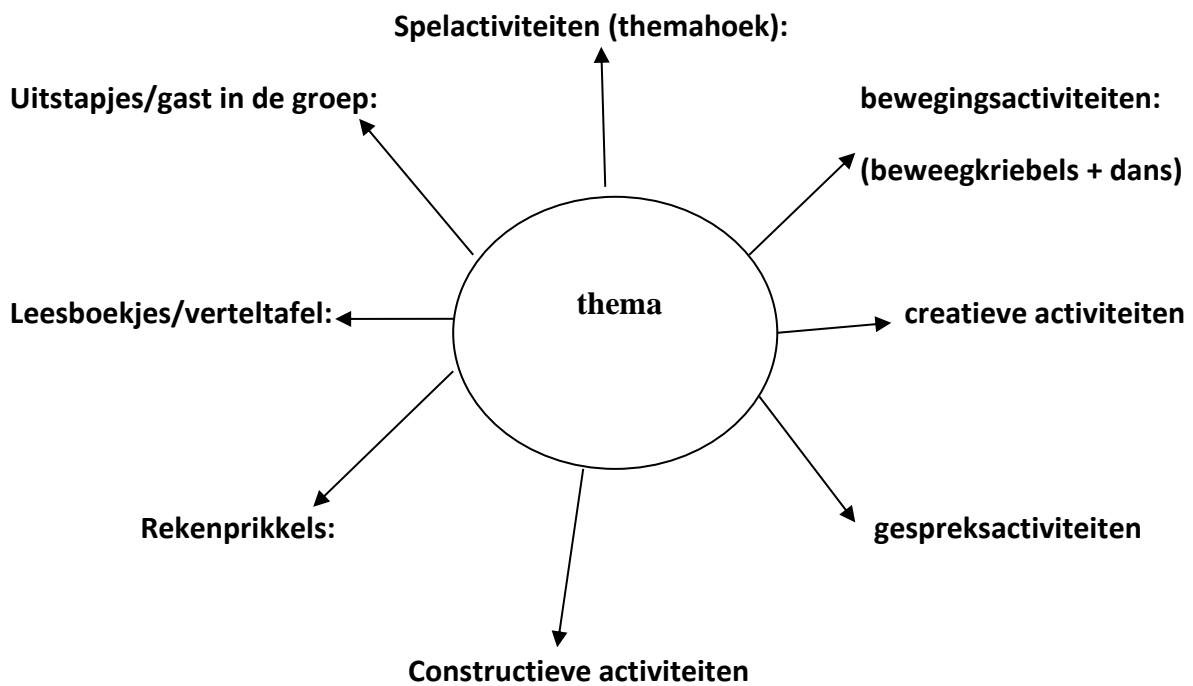 Spelactiviteiten (themahoek):
Uitstapjes/gast in de groep:
bewegingsactiviteiten:
(beweegkriebels + dans)
thema
Leesboekjes/verteltafel:
creatieve activiteiten
Rekenprikkels:
gespreksactiviteiten
Constructieve activiteiten